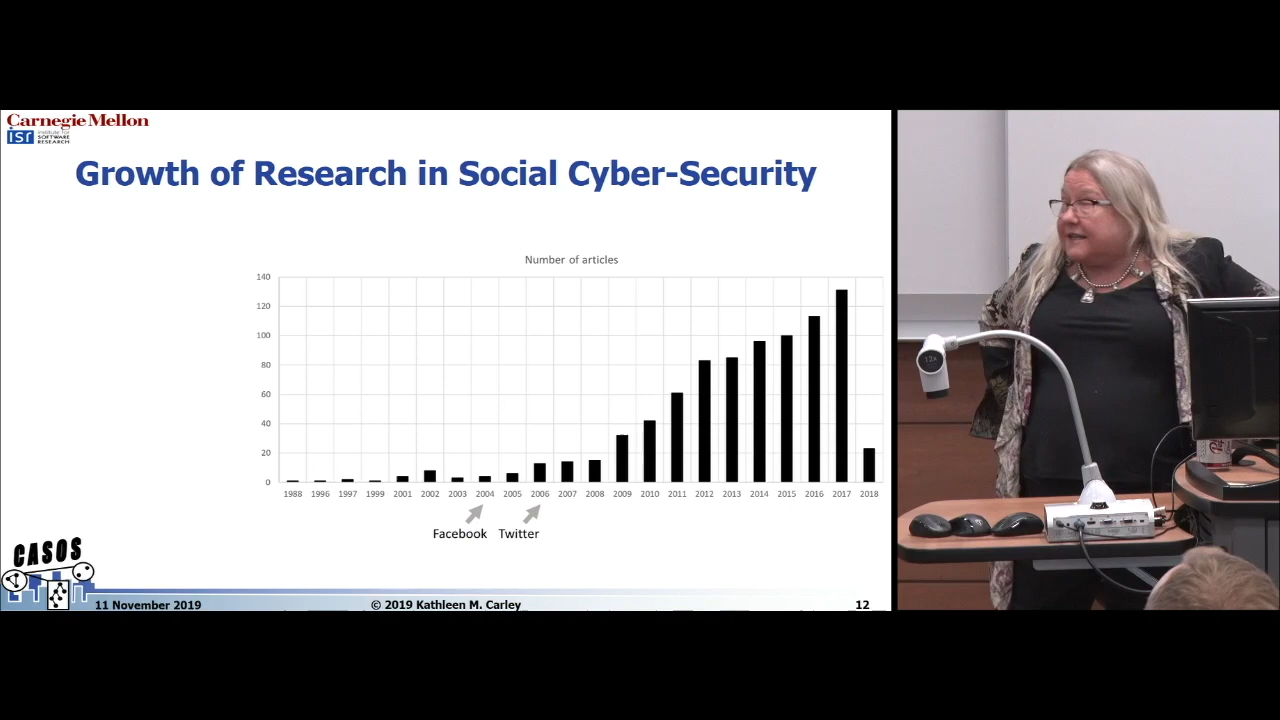 Carnegie Mellon
isr institute for
SOFTWARE
RESEARCH
Growth of Research in Social Cyber-Security
Number of articles
140
120
100
80
60
40
20
0
1988 1996 1997 1999 2001 2002 2003 2004 2005 2006 2007 2008 2009 2010 2011 2012 2013 2014 2015 2016 2017 2018
Facebook Twitter
CASOS
11 November 2019 © 2019 Kathleen M. Carley 12
12x